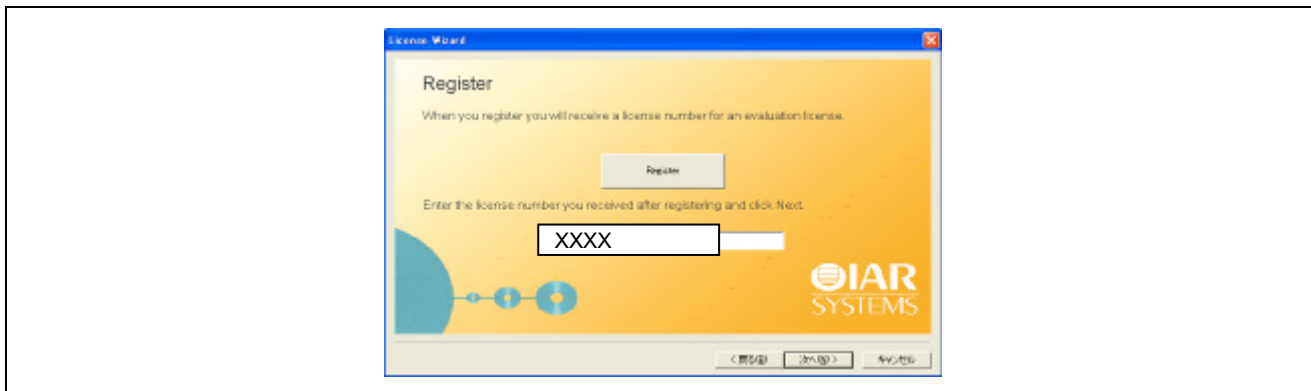 License Wizard
Register
When you register you will receive a license number for an evaluation license.
Register
Enter the license number you received after registering and click Next.
XXXX
IAR
SYSTEMS
< 戻る(B)
次へ(N) >
キャンセル